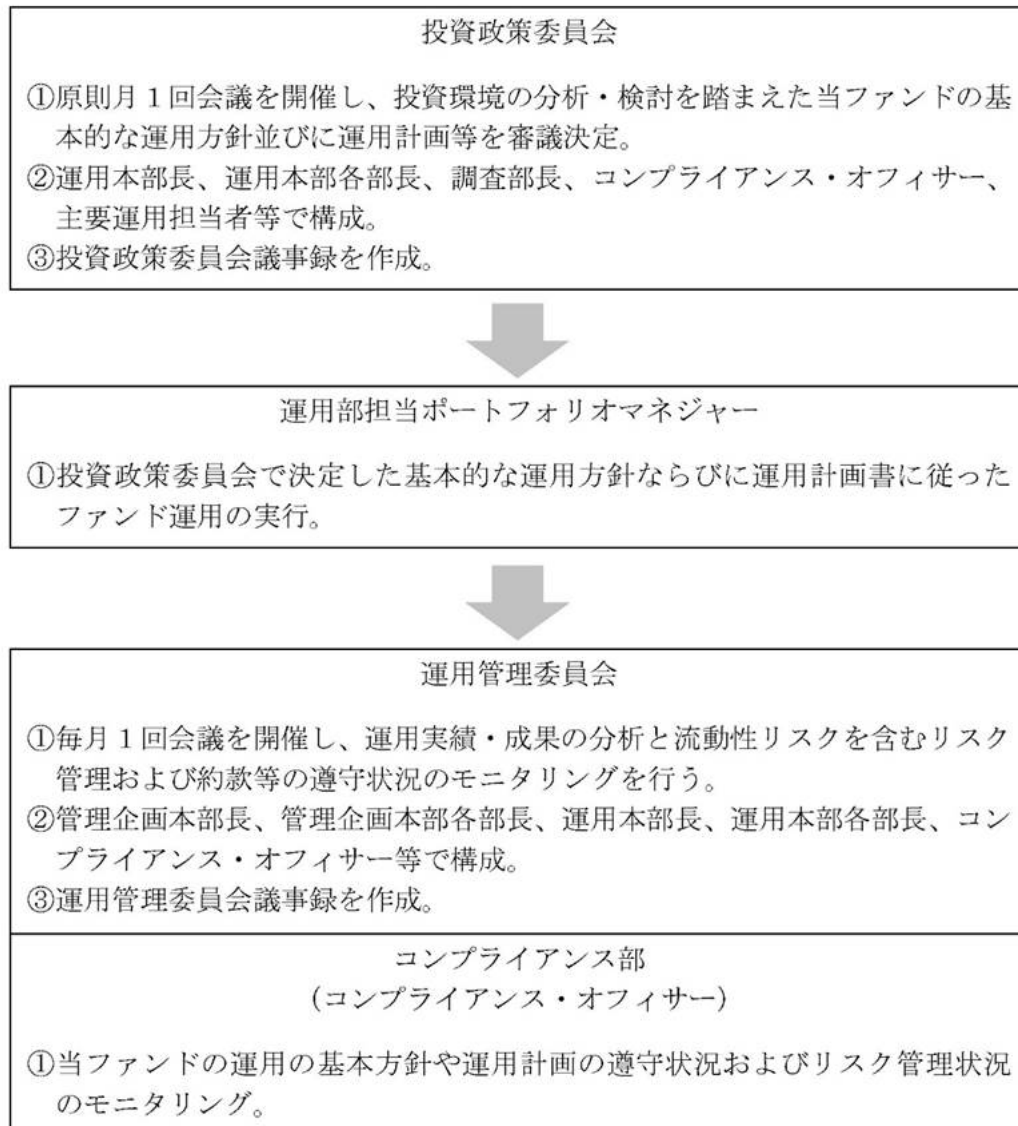 投資政策委員会
①原則月１回会議を開催し、投資環境の分析・検討を踏まえた当ファンドの基
本的な運用方針並びに運用計画等を審議決定。
②運用本部長、運用本部各部長、調査部長、コンプライアンス・オフィサー、
主要運用担当者等で構成。
③投資政策委員会議事録を作成。
運用部担当ポートフォリオマネジャー
①投資政策委員会で決定した基本的な運用方針ならびに運用計画書に従った
ファンド運用の実行。
運用管理委員会
①毎月１回会議を開催し、運用実績・成果の分析と流動性リスクを含むリスク
管理および約款等の遵守状況のモニタリングを行う。
②管理企画本部長、管理企画本部各部長、運用本部長、運用本部各部長、コン
プライアンス・オフィサー等で構成。
③運用管理委員会議事録を作成。
コンプライアンス部
（コンプライアンス・オフィサー）
①当ファンドの運用の基本方針や運用計画の遵守状況およびリスク管理状況
のモニタリング。